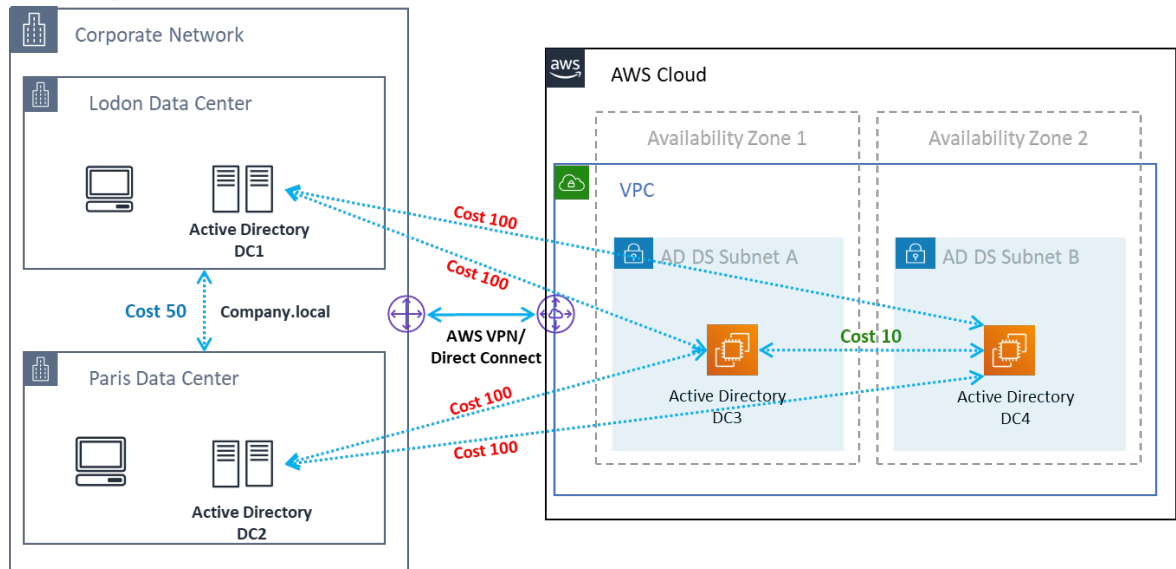 Corporate Network
Lodon Data Center
Active Directory
DC1
Cost 50
Company.local
Paris Data Center
Active Directory
DC2
AWS VPN/
Direct Connect
Cost 100
Cost 100
Cost 100
Cost 100
aws
AWS Cloud
Availability Zone 1
Availability Zone 2
VPC
AD DS Subnet A
AD DS Subnet B
Cost 10
Active Directory
DC3
Active Directory
DC4